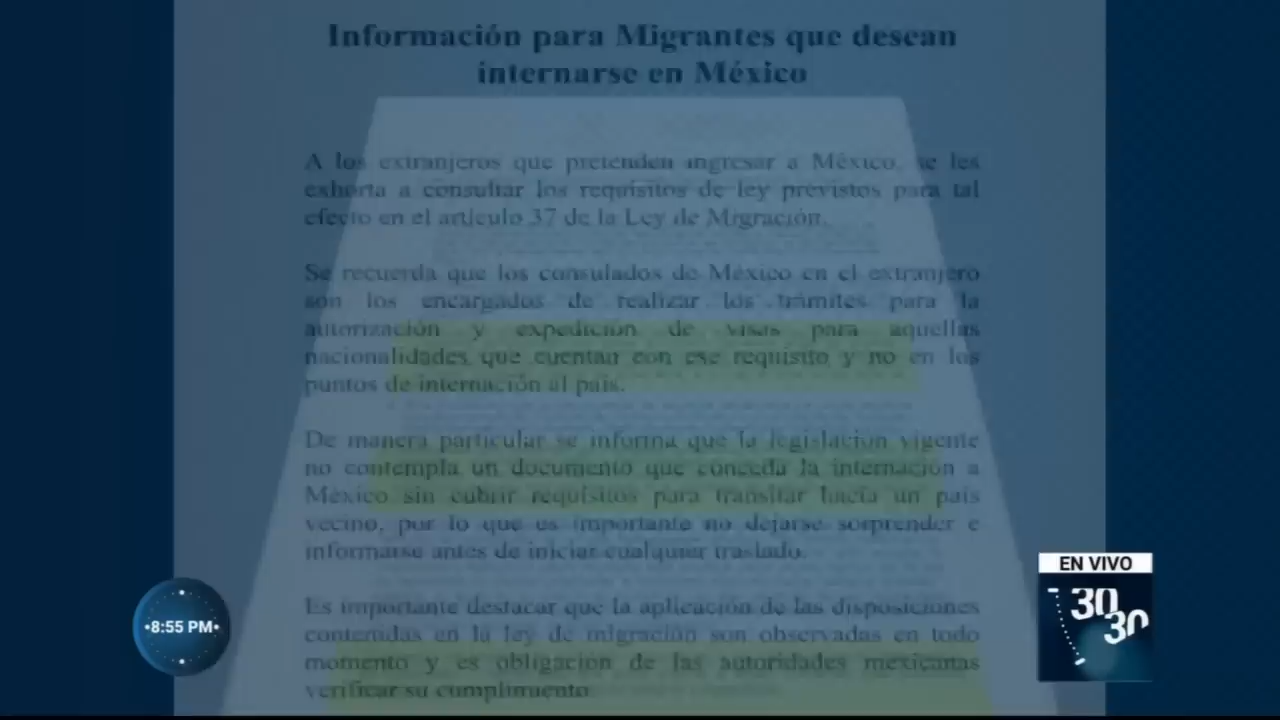 Información para Migrantes que desean
internarse en México
A los extranjeros que pretenden ingresar a México, se les
exhorta a consultar los requisitos de ley previstos para tal
efecto en el artículo 37 de la Ley de Migración.
Se recuerda que los consulados de México en el extranjero
son los encargados de realizar los trámites para la
autorización y expedición de visas para aquellas
nacionalidades que cuentan con ese requisito y no en los
puntos de internación al país.
De manera particular se informa que la legislación vigente
no contempla un documento que conceda la internación a
México sin cubrir requisitos para transitar hacia un país
vecino, por lo que es importante no dejarse sorprender e
informarse antes de iniciar cualquier traslado.
Es importante destacar que la aplicación de las disposiciones
contenidas en la ley de migración son observadas en todo
momento y es obligación de las autoridades mexicanas
verificar su cumplimiento.
8:55 PM
EN VIVO
30
30